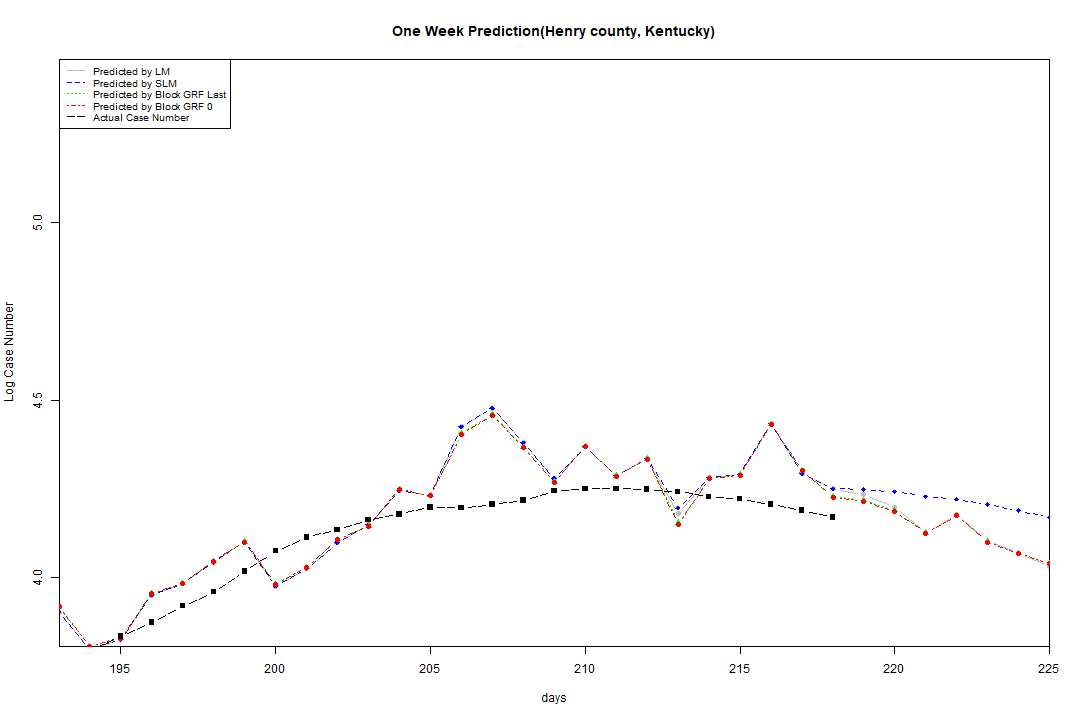 One Week Prediction(Henry county, Kentucky)
Predicted by LM
Predicted by SLM
Predicted by Block GRF Last
Predicted by Block GRF 0
Actual Case Number
5.0
4.5
4.0
Log Case Number
195 200 205 210 215 220 225
days